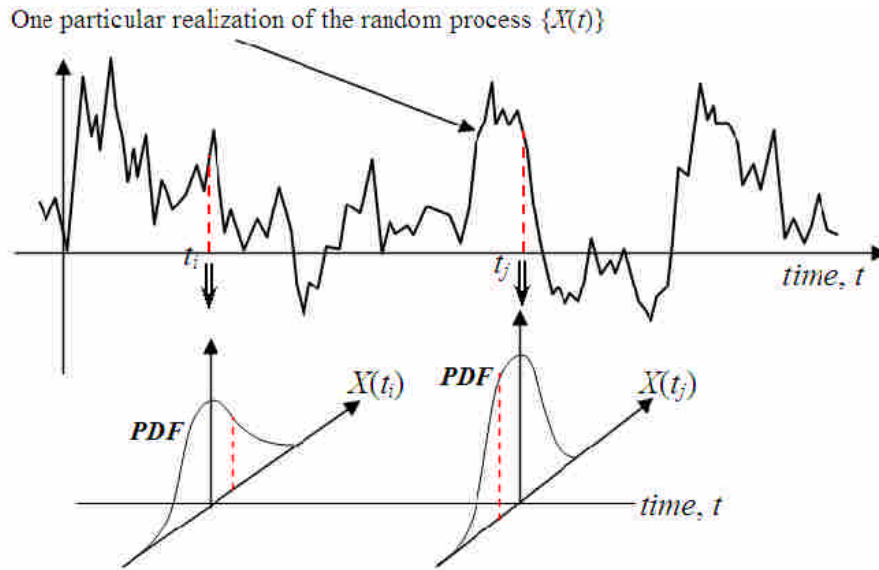 One particular realization of the random process {X(t)}
t_i
t_j
time, t
X(t_i)
X(t_j)
PDF
PDF
time, t